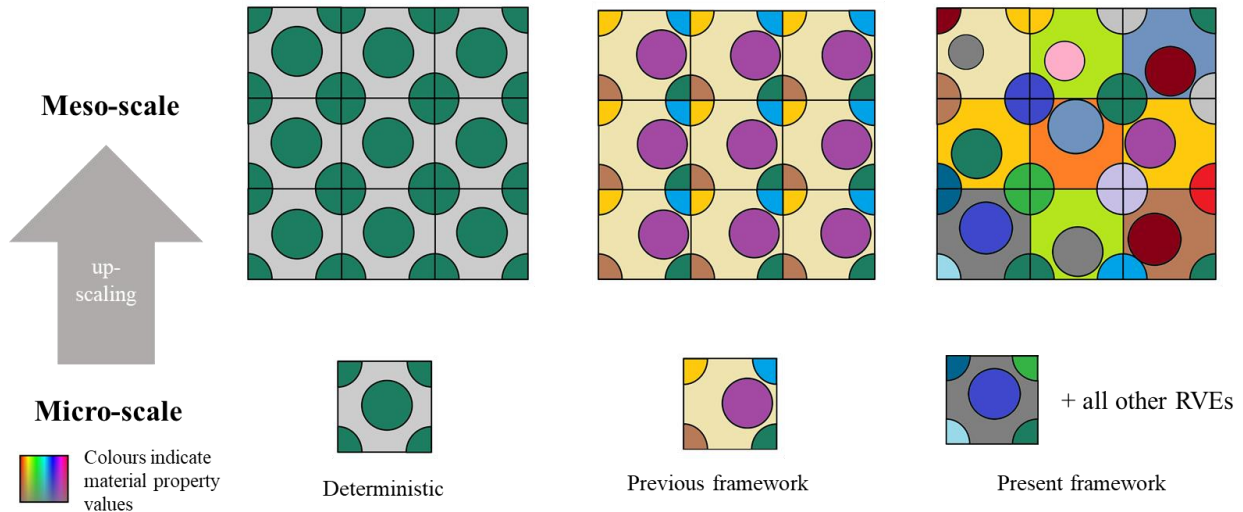 Meso-scale
up-
scaling
Micro-scale
Colours indicate
material property
values
Deterministic
Previous framework
+ all other RVEs
Present framework